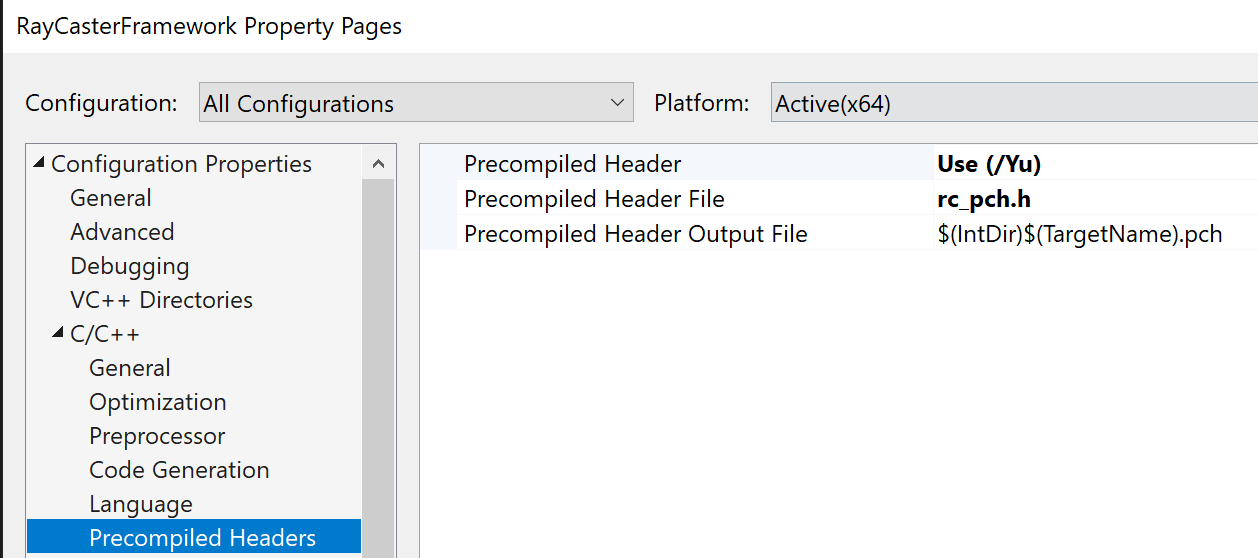 RayCasterFramework Property Pages
Configuration: All Configurations Platform: Active(x64)
Configuration Properties
General
Advanced
Debugging
VC++ Directories
C/C++
General
Optimization
Preprocessor
Code Generation
Language
Precompiled Headers
Precompiled Header Use (/Yu)
Precompiled Header File rc_pch.h
Precompiled Header Output File $(IntDir)$(TargetName).pch